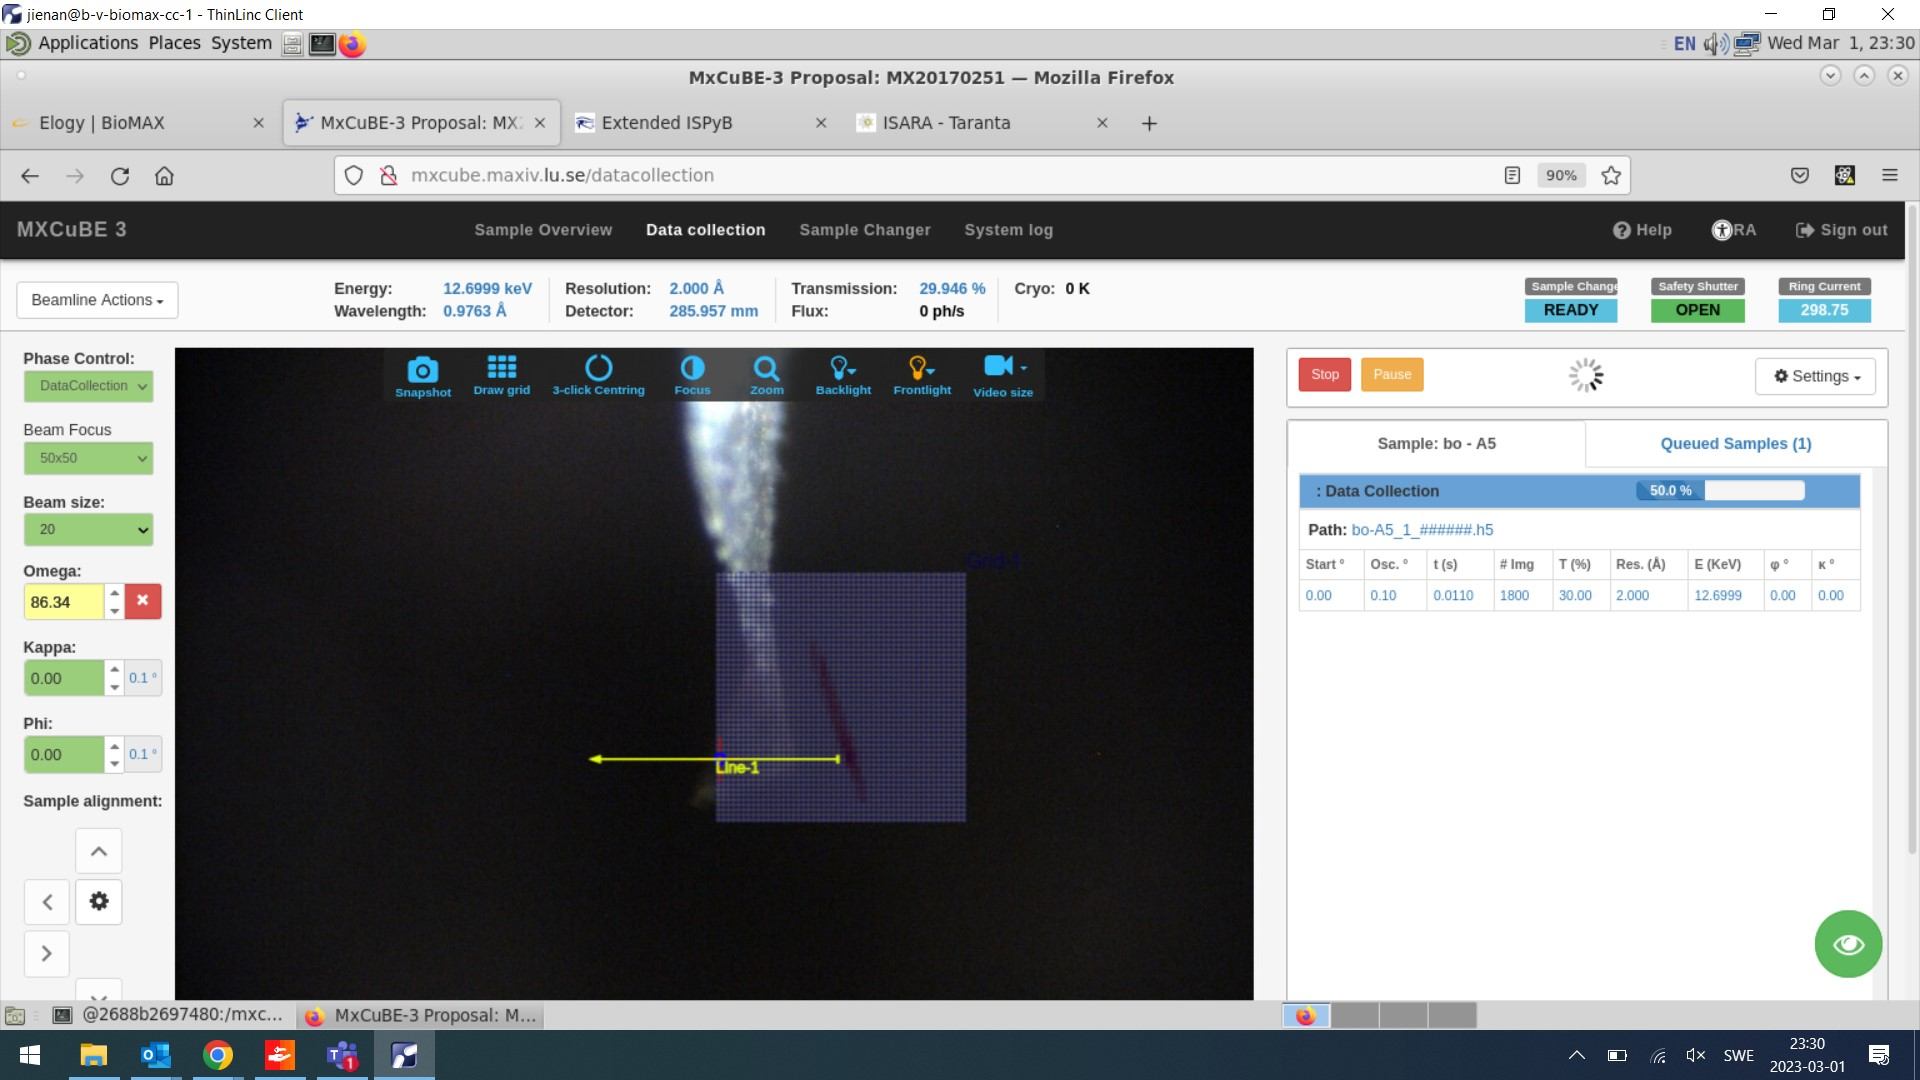 jienan@b-v-biomax-cc-1 - ThinLinc Client
Applications Places System
EN Wed Mar 1, 23:30
MxCuBE-3 Proposal: MX20170251 — Mozilla Firefox
Elogy | BioMAX
MxCuBE-3 Proposal: MX
Extended ISPyB
ISARA - Taranta
mxcube.maxiv.lu.se/datacollection
90%
MXCuBE 3
Sample Overview
Data collection
Sample Changer
System log
Help
RA
Sign out
Beamline Actions
Energy: 12.6999 keV
Wavelength: 0.9763 Å
Resolution: 2.000 Å
Detector: 285.957 mm
Transmission: 29.946 %
Flux: 0 ph/s
Cryo: 0 K
Sample Change
READY
Safety Shutter
OPEN
Ring Current
298.75
Phase Control:
DataCollection
Beam Focus
50x50
Beam size:
20
Omega:
86.34
Kappa:
0.00 0.1 °
Phi:
0.00 0.1 °
Sample alignment:
Snapshot
Draw grid
3-click Centring
Focus
Zoom
Backlight
Frontlight
Video size
Grid-1
Line-1
Stop
Pause
Settings
Sample: bo - A5
Queued Samples (1)
: Data Collection 50.0 %
Path: bo-A5_1_######.h5
Start ° Osc. ° t (s) # Img T (%) Res. (Å) E (KeV) φ ° κ °
0.00 0.10 0.0110 1800 30.00 2.000 12.6999 0.00 0.00
@2688b2697480:/mxc...
MxCuBE-3 Proposal: M...
1
SWE
23:30
2023-03-01